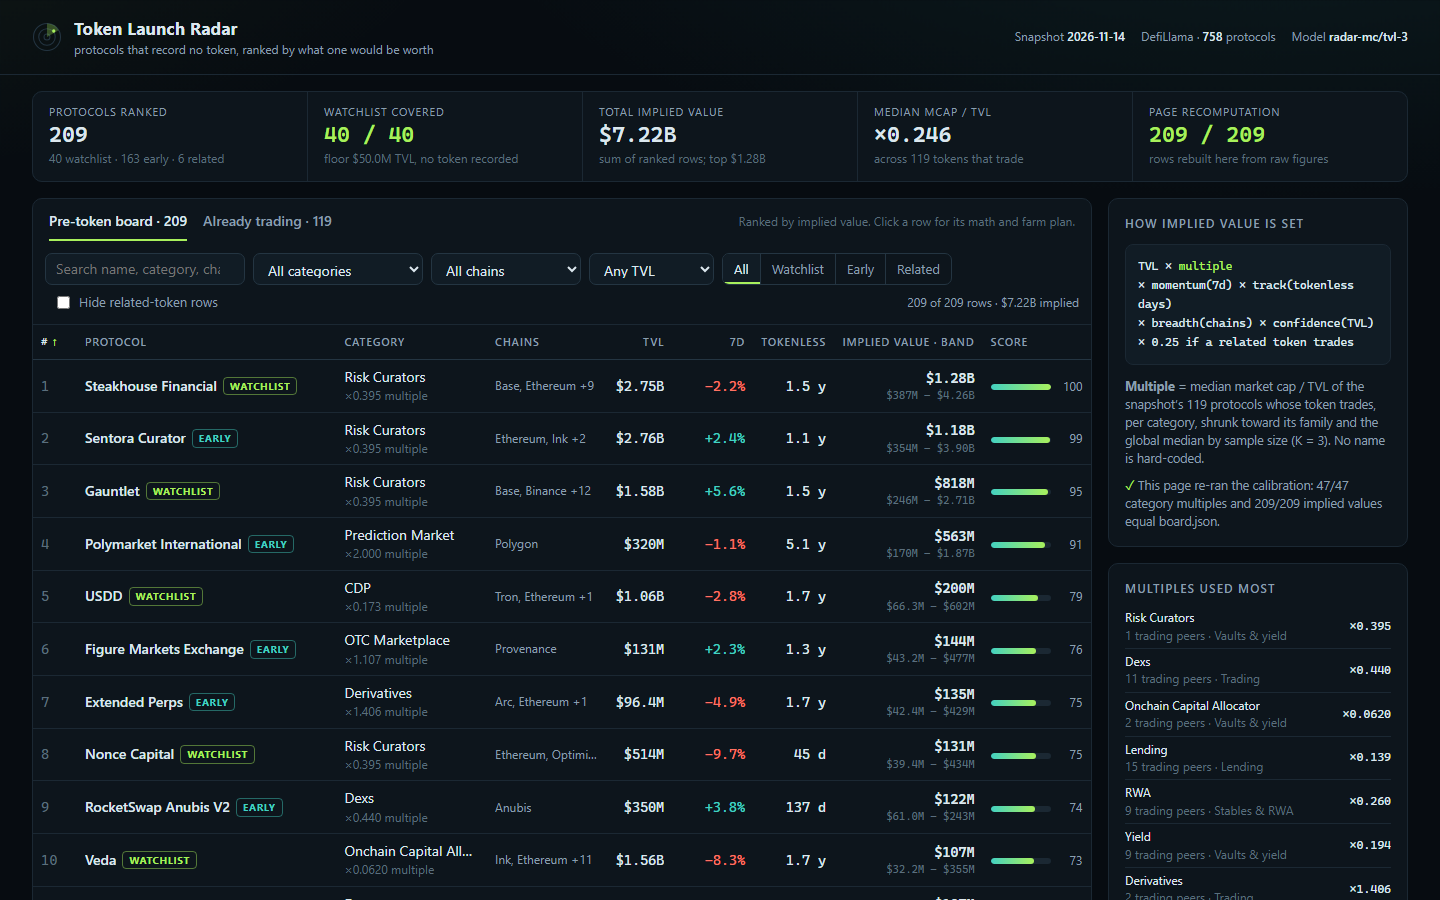 Token Launch Radar
protocols that record no token, ranked by what one would be worth
Snapshot 2026-11-14 DefiLlama · 758 protocols Model radar-mc/tvl-3
PROTOCOLS RANKED
209
40 watchlist · 163 early · 6 related
WATCHLIST COVERED
40 / 40
floor $50.0M TVL, no token recorded
TOTAL IMPLIED VALUE
$7.22B
sum of ranked rows; top $1.28B
MEDIAN MCAP / TVL
×0.246
across 119 tokens that trade
PAGE RECOMPUTATION
209 / 209
rows rebuilt here from raw figures
Pre-token board · 209 Already trading · 119
Ranked by implied value. Click a row for its math and farm plan.
Search name, category, cha
All categories
All chains
Any TVL
All Watchlist Early Related
Hide related-token rows
209 of 209 rows · $7.22B implied
# ↑ PROTOCOL CATEGORY CHAINS TVL 7D TOKENLESS IMPLIED VALUE · BAND SCORE
1 Steakhouse Financial WATCHLIST Risk Curators Base, Ethereum +9 $2.75B −2.2% 1.5 y $1.28B 100
×0.395 multiple $387M – $4.26B
2 Sentora Curator EARLY Risk Curators Ethereum, Ink +2 $2.76B +2.4% 1.1 y $1.18B 99
×0.395 multiple $354M – $3.90B
3 Gauntlet WATCHLIST Risk Curators Base, Binance +12 $1.58B +5.6% 1.5 y $818M 95
×0.395 multiple $246M – $2.71B
4 Polymarket International EARLY Prediction Market Polygon $320M −1.1% 5.1 y $563M 91
×2.000 multiple $170M – $1.87B
5 USDD WATCHLIST CDP Tron, Ethereum +1 $1.06B −2.8% 1.7 y $200M 79
×0.173 multiple $66.3M – $602M
6 Figure Markets Exchange EARLY OTC Marketplace Provenance $131M +2.3% 1.3 y $144M 76
×1.107 multiple $43.2M – $477M
7 Extended Perps EARLY Derivatives Arc, Ethereum +1 $96.4M −4.9% 1.7 y $135M 75
×1.406 multiple $42.4M – $429M
8 Nonce Capital WATCHLIST Risk Curators Ethereum, Optimi... $514M −9.7% 45 d $131M 75
×0.395 multiple $39.4M – $434M
9 RocketSwap Anubis V2 EARLY Dexs Anubis $350M +3.8% 137 d $122M 74
×0.440 multiple $61.0M – $243M
10 Veda WATCHLIST Onchain Capital All... Ink, Ethereum +11 $1.56B −8.3% 1.7 y $107M 73
×0.0620 multiple $32.2M – $355M
HOW IMPLIED VALUE IS SET
TVL × multiple
× momentum(7d) × track(tokenless
days)
× breadth(chains) × confidence(TVL)
× 0.25 if a related token trades
Multiple = median market cap / TVL of the
snapshot's 119 protocols whose token trades,
per category, shrunk toward its family and the
global median by sample size (K = 3). No name
is hard-coded.
✓ This page re-ran the calibration: 47/47
category multiples and 209/209 implied values
equal board.json.
MULTIPLES USED MOST
Risk Curators ×0.395
1 trading peers · Vaults & yield
Dexs ×0.440
11 trading peers · Trading
Onchain Capital Allocator ×0.0620
2 trading peers · Vaults & yield
Lending ×0.139
15 trading peers · Lending
RWA ×0.260
9 trading peers · Stables & RWA
Yield ×0.194
9 trading peers · Vaults & yield
Derivatives ×1.406
2 trading peers · Trading